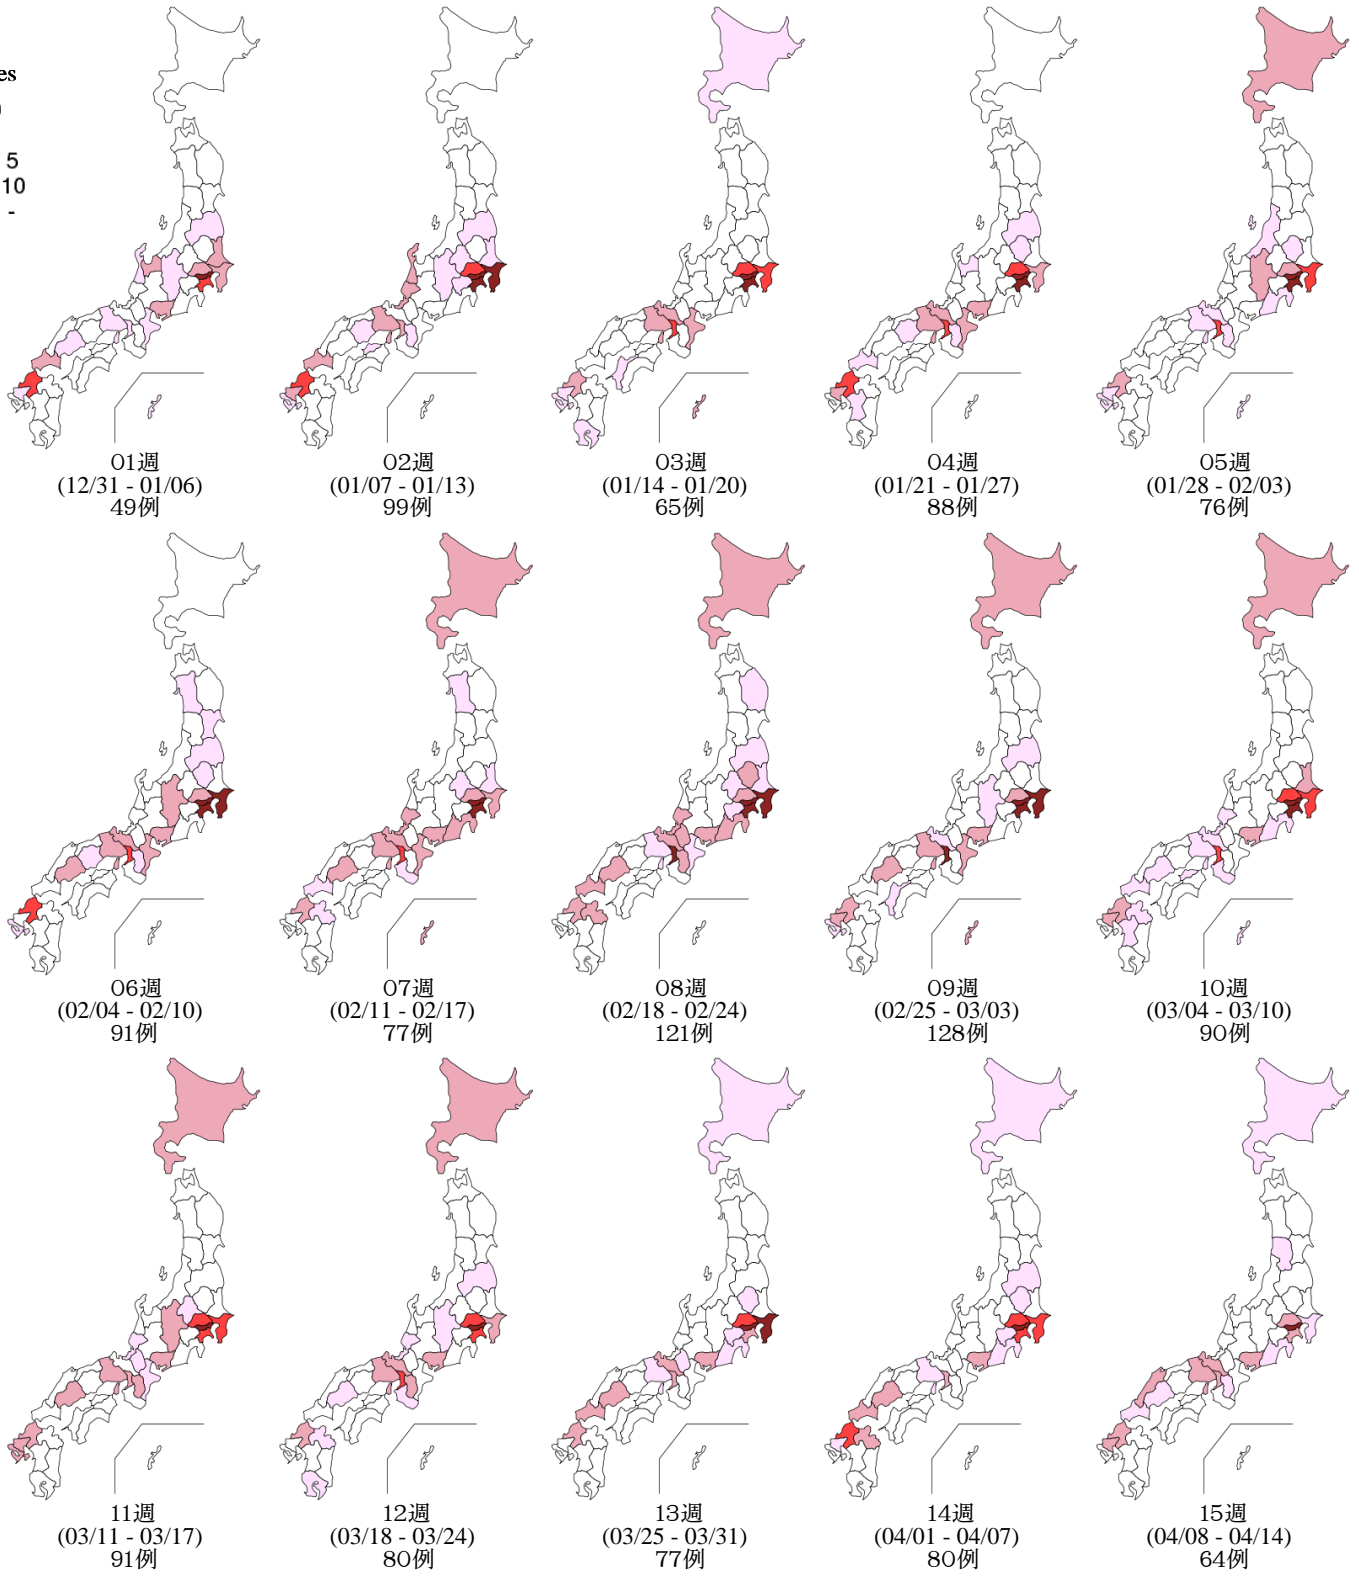 es
5
10
-
01週
(12/31 - 01/06)
49例
02週
(01/07 - 01/13)
99例
03週
(01/14 - 01/20)
65例
04週
(01/21 - 01/27)
88例
05週
(01/28 - 02/03)
76例
06週
(02/04 - 02/10)
91例
07週
(02/11 - 02/17)
77例
08週
(02/18 - 02/24)
121例
09週
(02/25 - 03/03)
128例
10週
(03/04 - 03/10)
90例
11週
(03/11 - 03/17)
91例
12週
(03/18 - 03/24)
80例
13週
(03/25 - 03/31)
77例
14週
(04/01 - 04/07)
80例
15週
(04/08 - 04/14)
64例